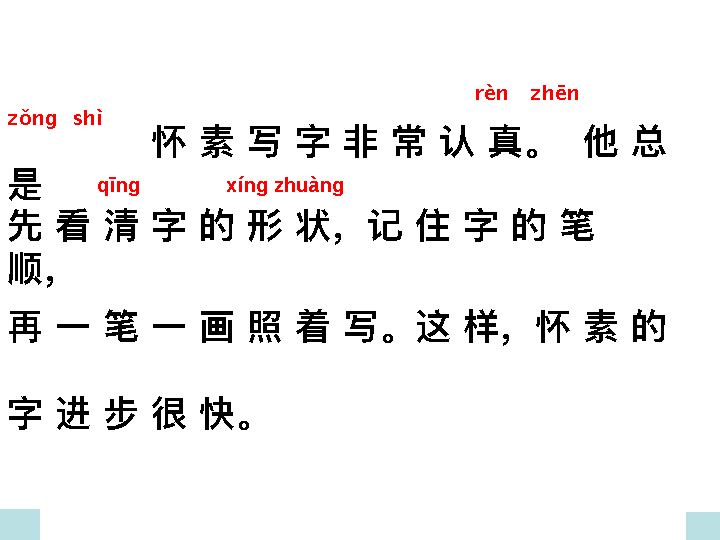 rèn zhēn
zǒng shì
怀素写字非常认真。他总
是
qīng xíng zhuàng
先看清字的形状，记住字的笔
顺，
再一笔一画照着写。这样，怀素的
字进步很快。